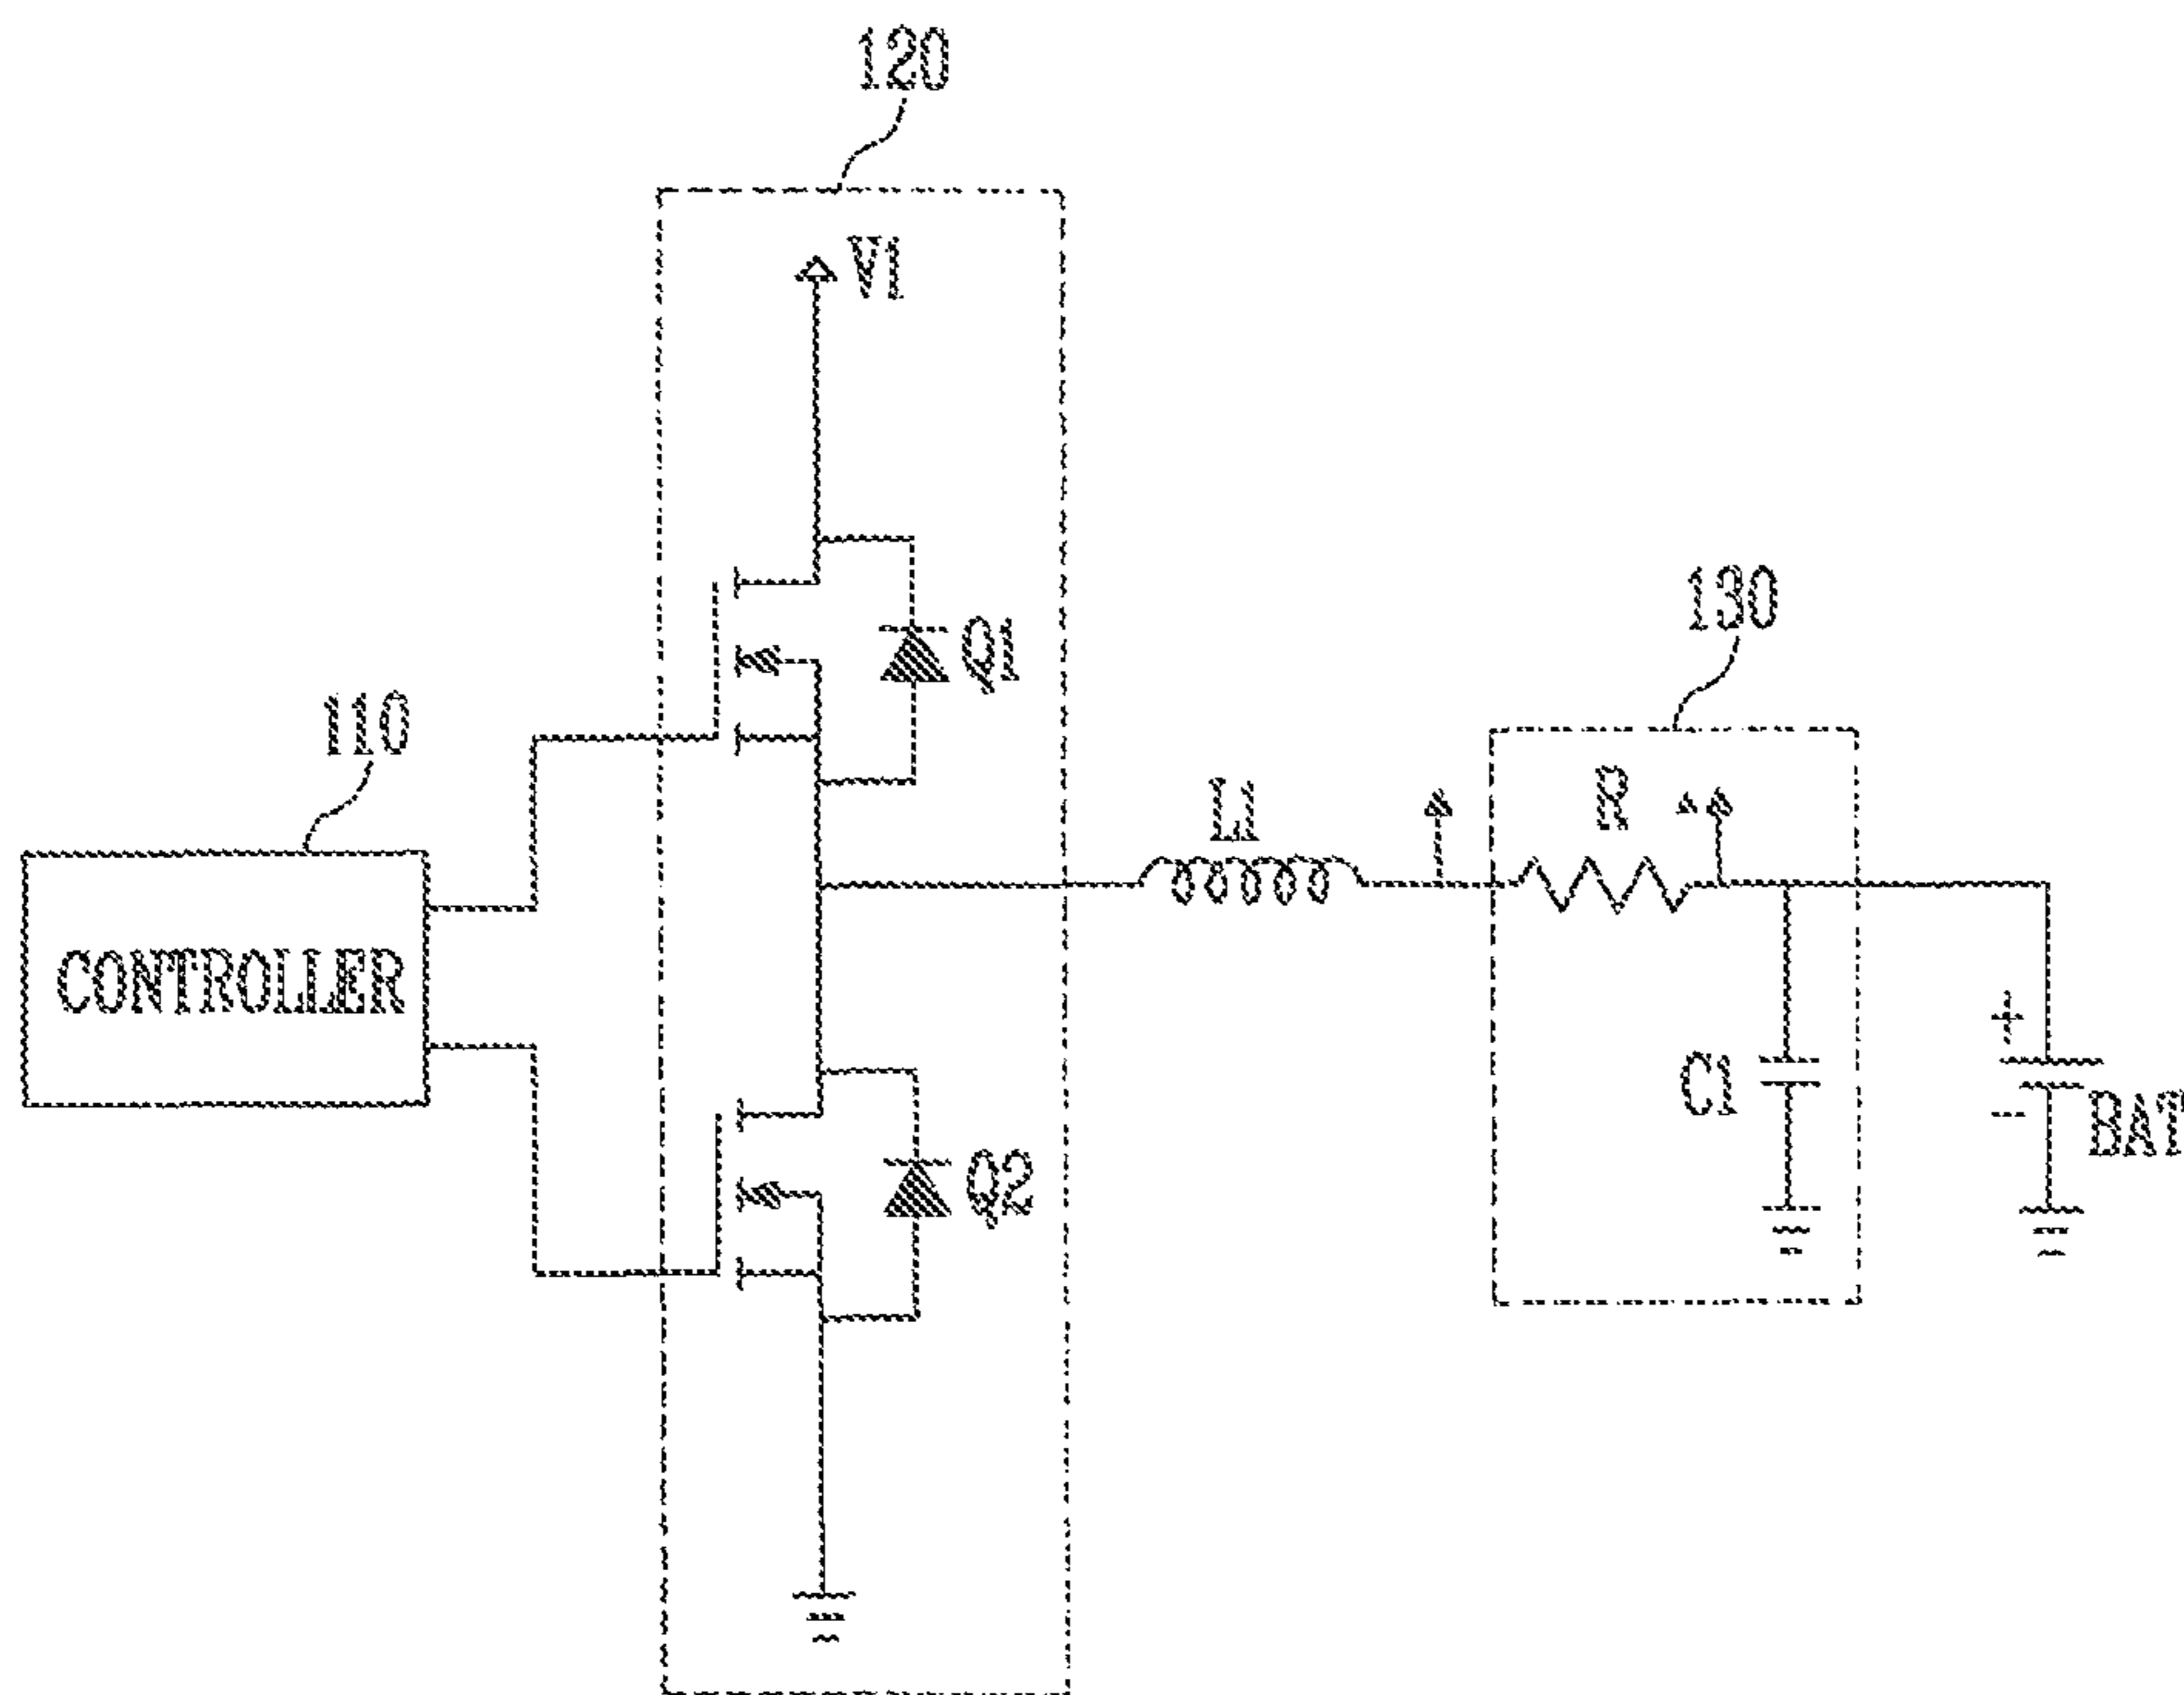 120
V1
Q1
130
110
L1
R
CONTROLLER
+
C1
-
BAT
Q2